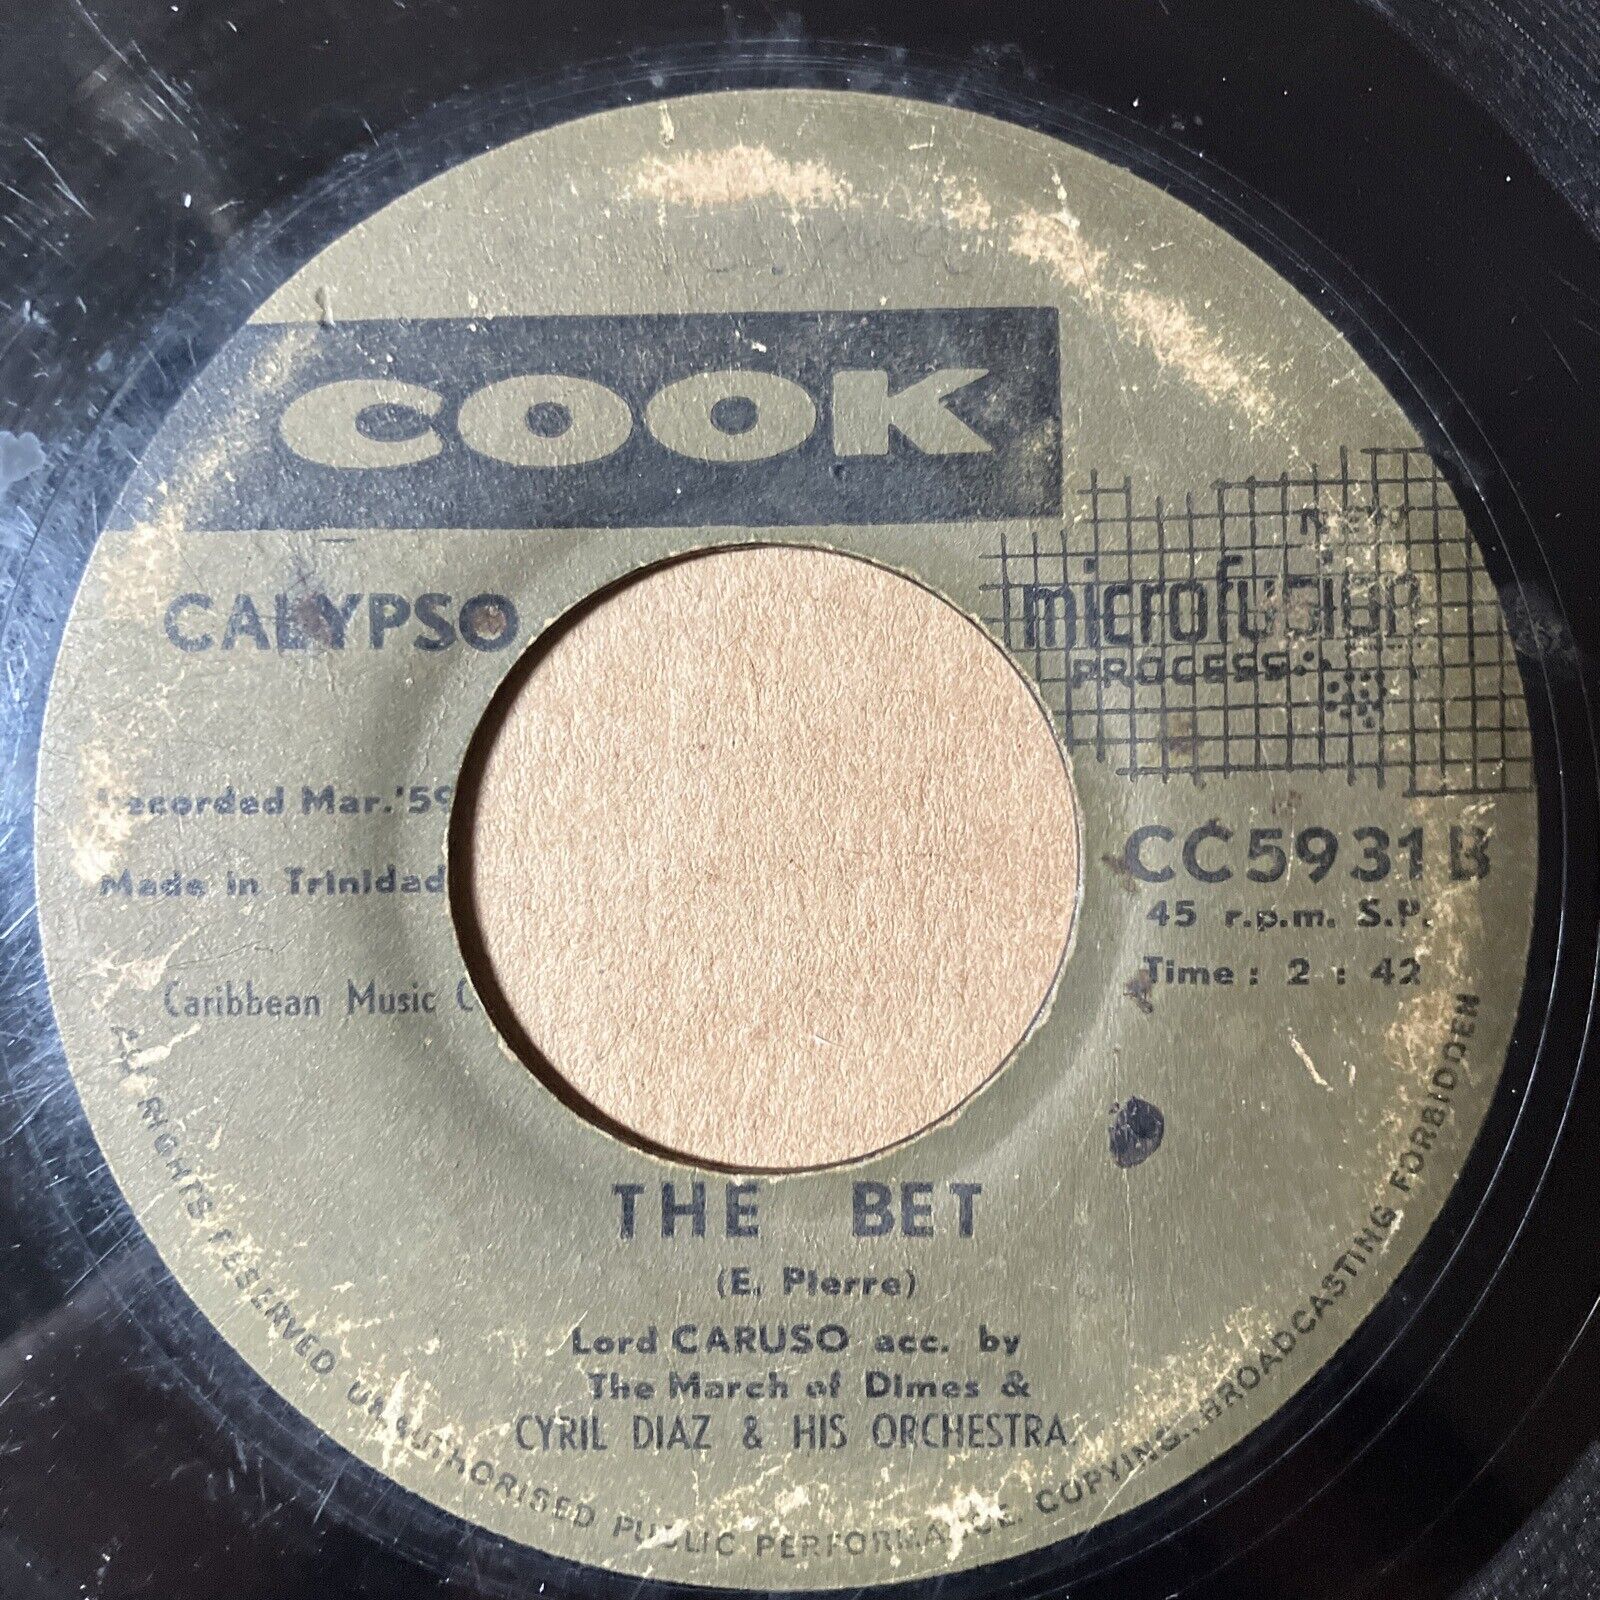 COOK
CALYPSO
NEW
microfusion
PROCESS
Recorded Mar.'59
Made in Trinidad
Caribbean Music C
CC5931B
45 r.p.m. S.P.
Time : 2 : 42
THE BET
(E. Pierre)
Lord CARUSO acc. by
The March of Dimes &
CYRIL DIAZ & HIS ORCHESTRA.
ALL RIGHTS RESERVED UNAUTHORISED PUBLIC PERFORMANCE. COPYING.. BROADCASTING FORBIDDEN